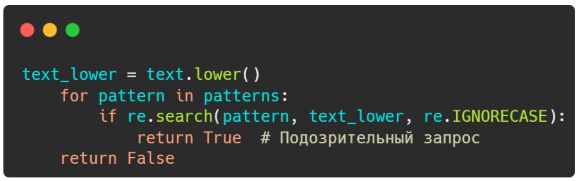 text_lower = text.lower()
    for pattern in patterns:
        if re.search(pattern, text_lower, re.IGNORECASE):
            return True  # Подозрительный запрос
    return False